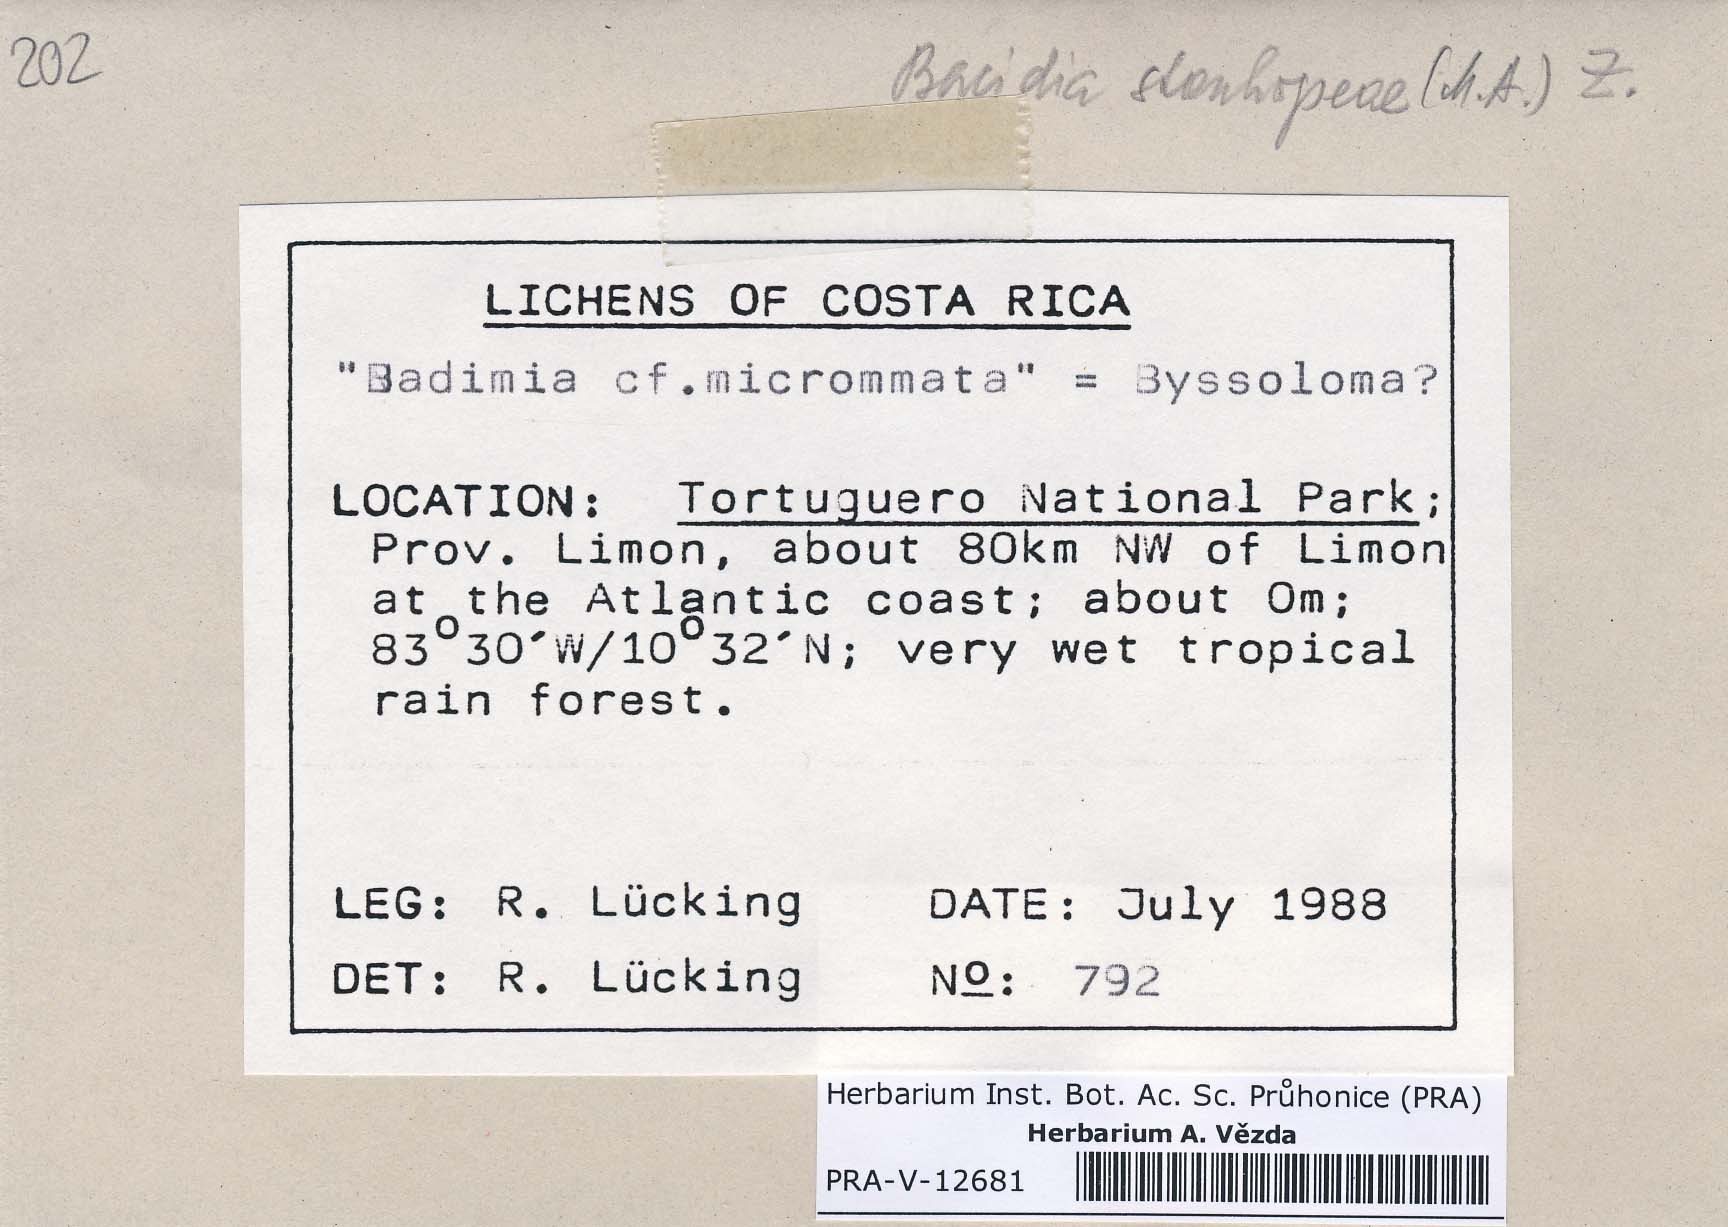 202
Bacidia stanhopeae (M.A.) Z.
LICHENS OF COSTA RICA
"Badimia cf.micrommata" = Byssoloma?
LOCATION: Tortuguero National Park;
Prov. Limon, about 80km NW of Limon
at the Atlantic coast; about 0m;
83°30´W/10°32´N; very wet tropical
rain forest.
LEG: R. Lücking DATE: July 1988
DET: R. Lücking Nº: 792
Herbarium Inst. Bot. Ac. Sc. Průhonice (PRA)
Herbarium A. Vězda
PRA-V-12681